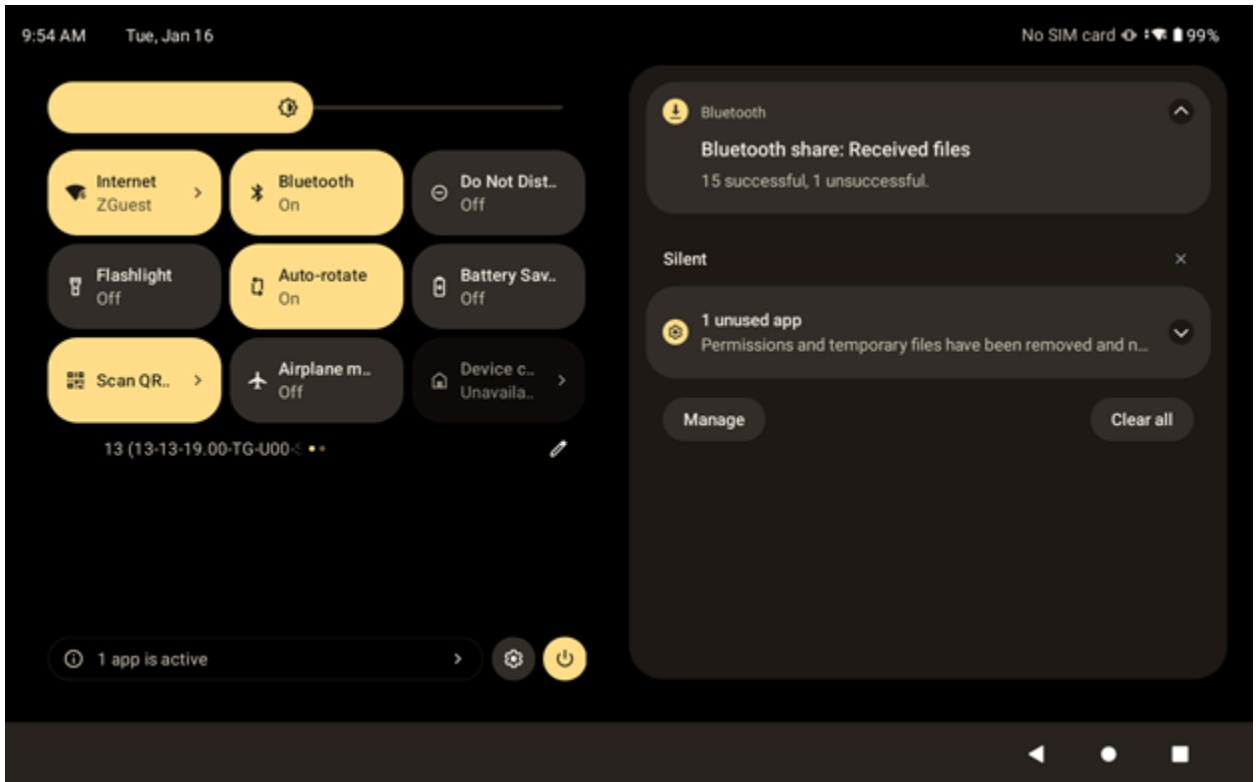 9:54 AM Tue, Jan 16
No SIM card 99%
Internet
ZGuest
Bluetooth
On
Do Not Dist..
Off
Flashlight
Off
Auto-rotate
On
Battery Sav..
Off
Scan QR..
Airplane m..
Off
Device c..
Unavaila..
13 (13-13-19.00-TG-U00-
1 app is active
Bluetooth
Bluetooth share: Received files
15 successful, 1 unsuccessful.
Silent
1 unused app
Permissions and temporary files have been removed and n...
Manage
Clear all